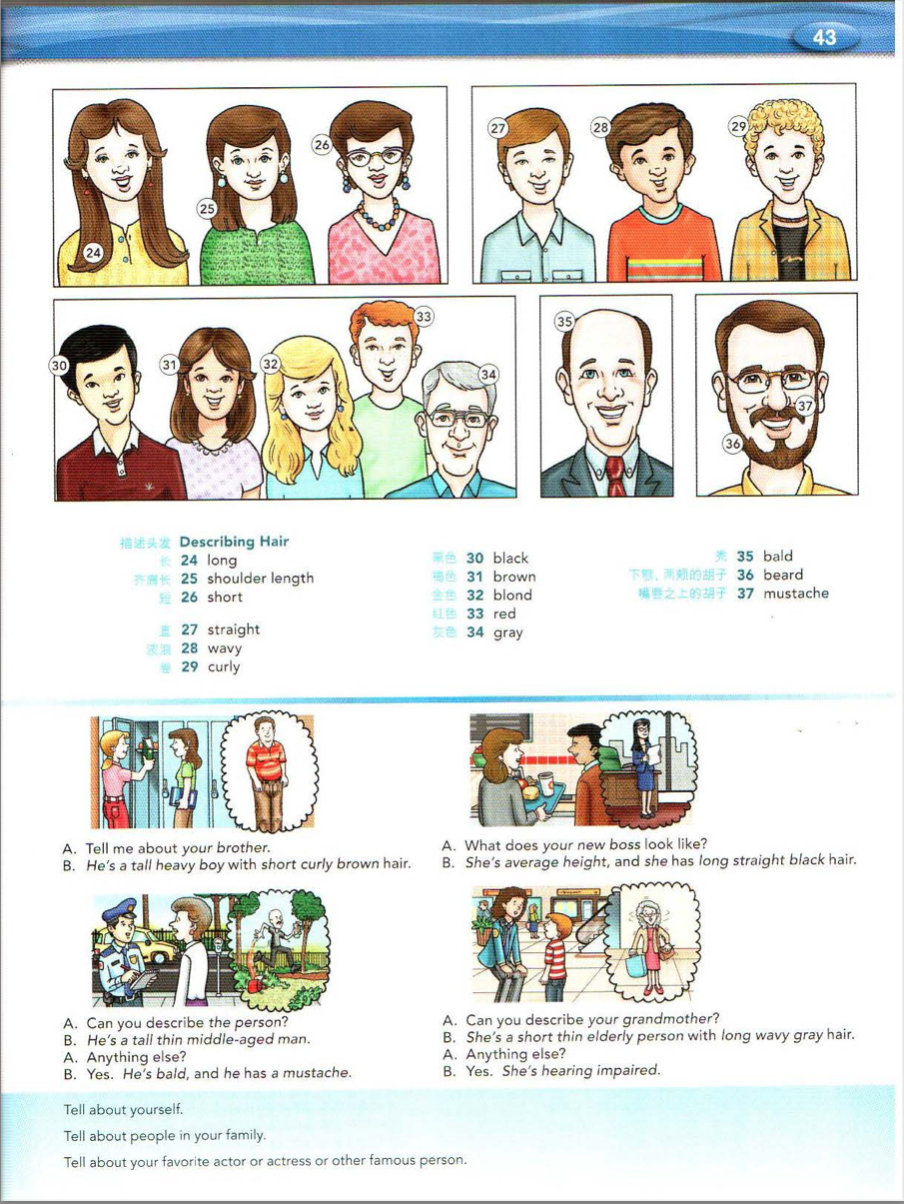 43
24
25
26
27
28
29
30
31
32
33
34
35
36
37
描述头发 Describing Hair
长 24 long
齐肩长 25 shoulder length
短 26 short
直 27 straight
波浪 28 wavy
卷 29 curly
黑色 30 black
褐色 31 brown
金色 32 blond
红色 33 red
灰色 34 gray
秃 35 bald
下颚、两颊的胡子 36 beard
嘴唇之上的胡子 37 mustache
A. Tell me about your brother.
B. He's a tall heavy boy with short curly brown hair.
A. What does your new boss look like?
B. She's average height, and she has long straight black hair.
A. Can you describe the person?
B. He's a tall thin middle-aged man.
A. Anything else?
B. Yes. He's bald, and he has a mustache.
A. Can you describe your grandmother?
B. She's a short thin elderly person with long wavy gray hair.
A. Anything else?
B. Yes. She's hearing impaired.
Tell about yourself.
Tell about people in your family.
Tell about your favorite actor or actress or other famous person.